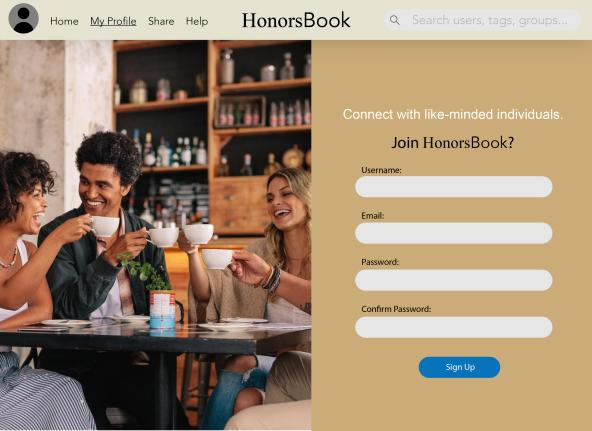 Home My Profile Share Help HonorsBook Search users, tags, groups...
Connect with like-minded individuals.
Join HonorsBook?
Username:
Email:
Password:
Confirm Password:
Sign Up